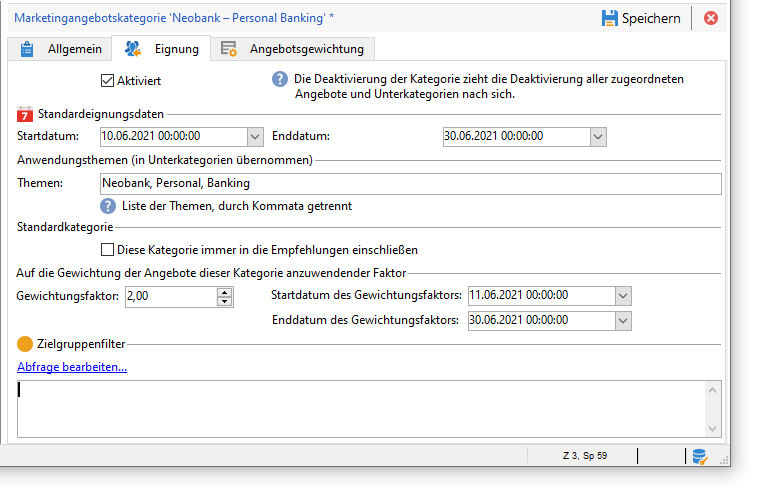 Marketingangebotskategorie 'Neobank – Personal Banking' *
Speichern
Allgemein
Eignung
Angebotsgewichtung
Aktiviert
Die Deaktivierung der Kategorie zieht die Deaktivierung aller zugeordneten
Angebote und Unterkategorien nach sich.
7 Standardeignungsdaten
Startdatum: 10.06.2021 00:00:00 Enddatum: 30.06.2021 00:00:00
Anwendungsthemen (in Unterkategorien übernommen)
Themen: Neobank, Personal, Banking
Liste der Themen, durch Kommata getrennt
Standardkategorie
Diese Kategorie immer in die Empfehlungen einschließen
Auf die Gewichtung der Angebote dieser Kategorie anzuwendender Faktor
Gewichtungsfaktor: 2,00 Startdatum des Gewichtungsfaktors: 11.06.2021 00:00:00
Enddatum des Gewichtungsfaktors: 30.06.2021 00:00:00
Zielgruppenfilter
Abfrage bearbeiten...
Z 3, Sp 59